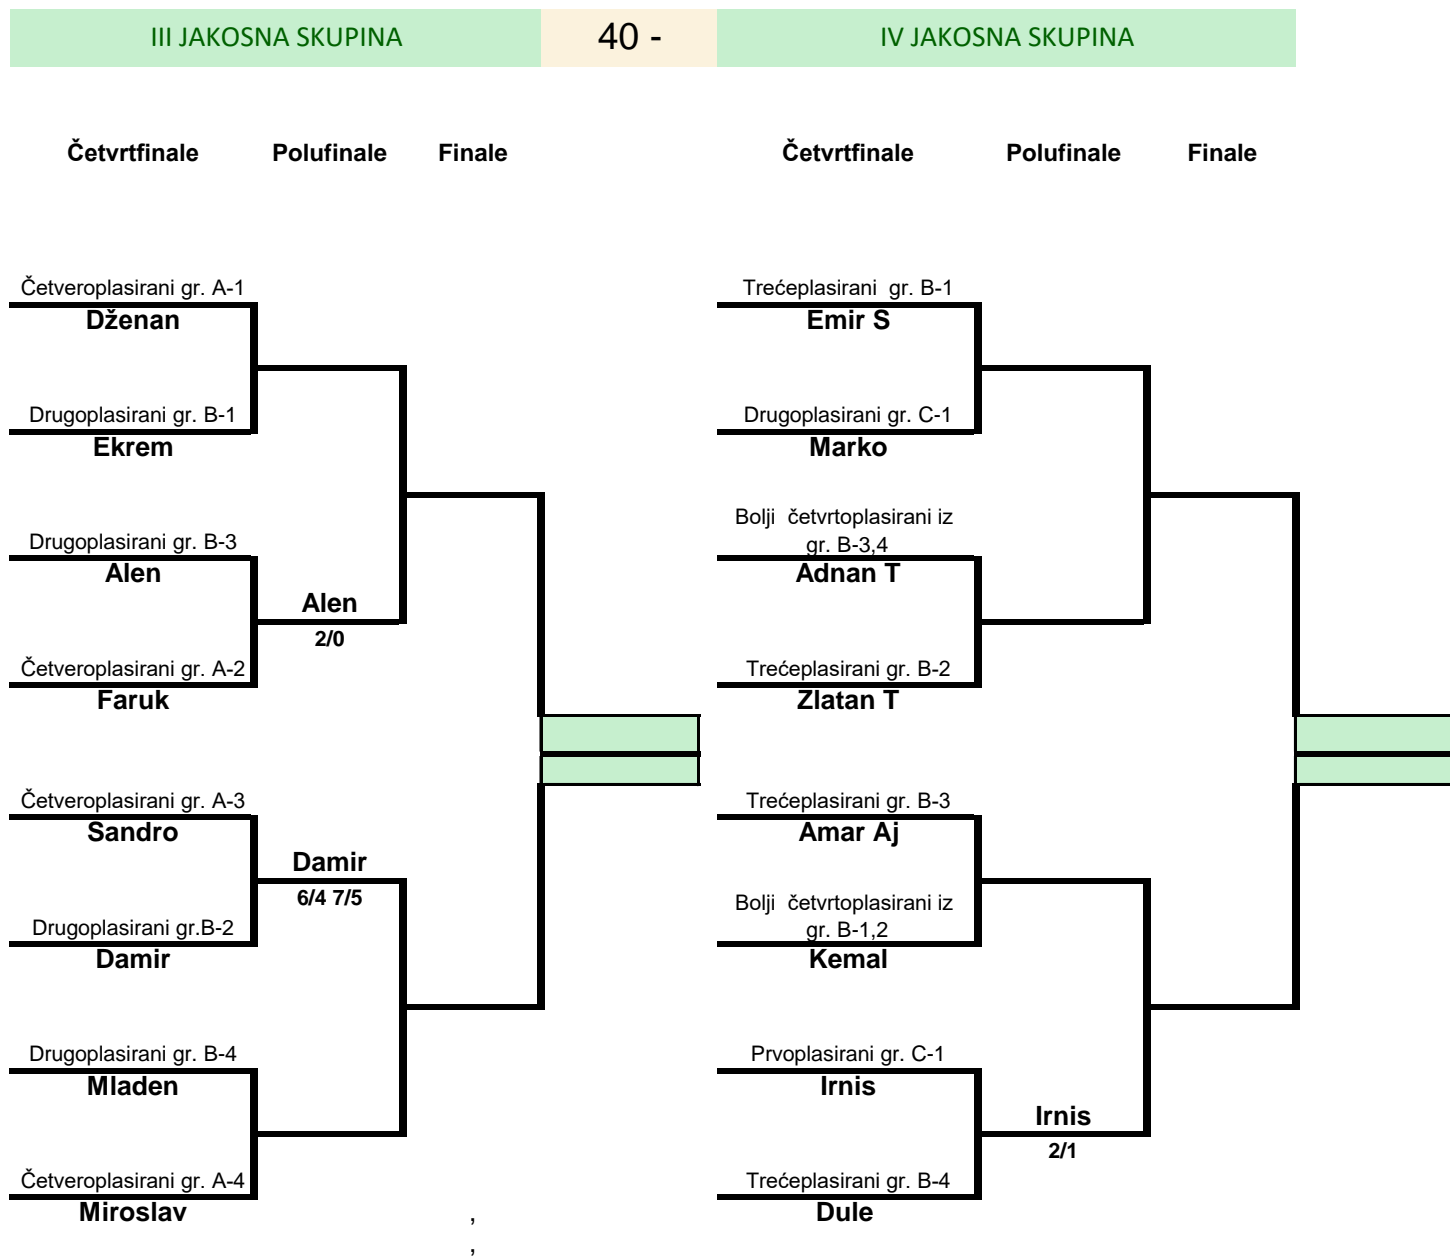 III JAKOSNA SKUPINA
40 -
IV JAKOSNA SKUPINA
Četvrtfinale
Polufinale
Finale
Četvrtfinale
Polufinale
Finale
Četveroplasirani gr. A-1
Dženan
Drugoplasirani gr. B-1
Ekrem
Drugoplasirani gr. B-3
Alen
Alen
2/0
Četveroplasirani gr. A-2
Faruk
Četveroplasirani gr. A-3
Sandro
Damir
6/4 7/5
Drugoplasirani gr.B-2
Damir
Drugoplasirani gr. B-4
Mladen
Četveroplasirani gr. A-4
Miroslav
,
,
Trećeplasirani gr. B-1
Emir S
Drugoplasirani gr. C-1
Marko
Bolji četvrtoplasirani iz
gr. B-3,4
Adnan T
Trećeplasirani gr. B-2
Zlatan T
Trećeplasirani gr. B-3
Amar Aj
Bolji četvrtoplasirani iz
gr. B-1,2
Kemal
Prvoplasirani gr. C-1
Irnis
Irnis
2/1
Trećeplasirani gr. B-4
Dule